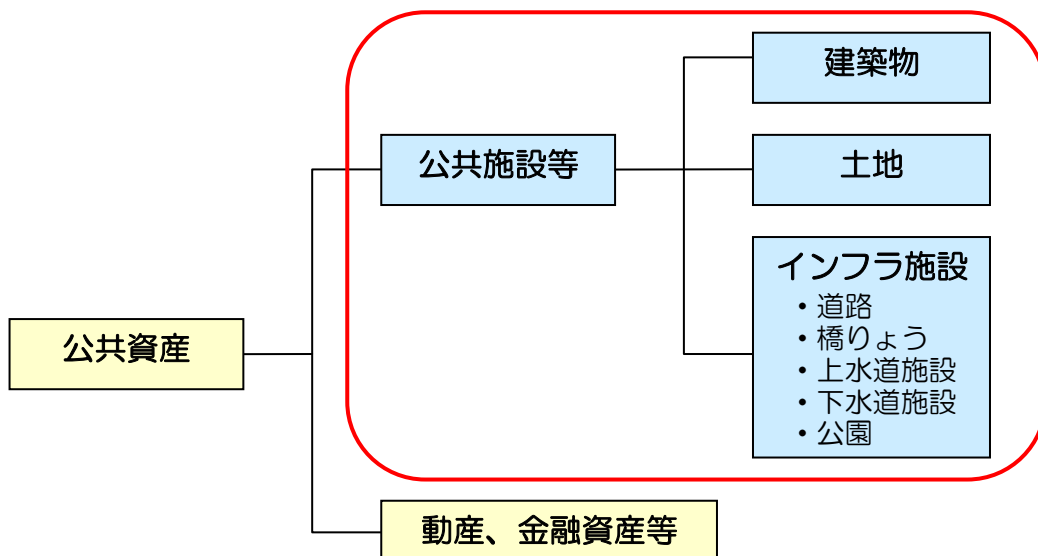 建築物
公共施設等
土地
インフラ施設
・道路
・橋りょう
・上水道施設
・下水道施設
・公園
公共資産
動産、金融資産等